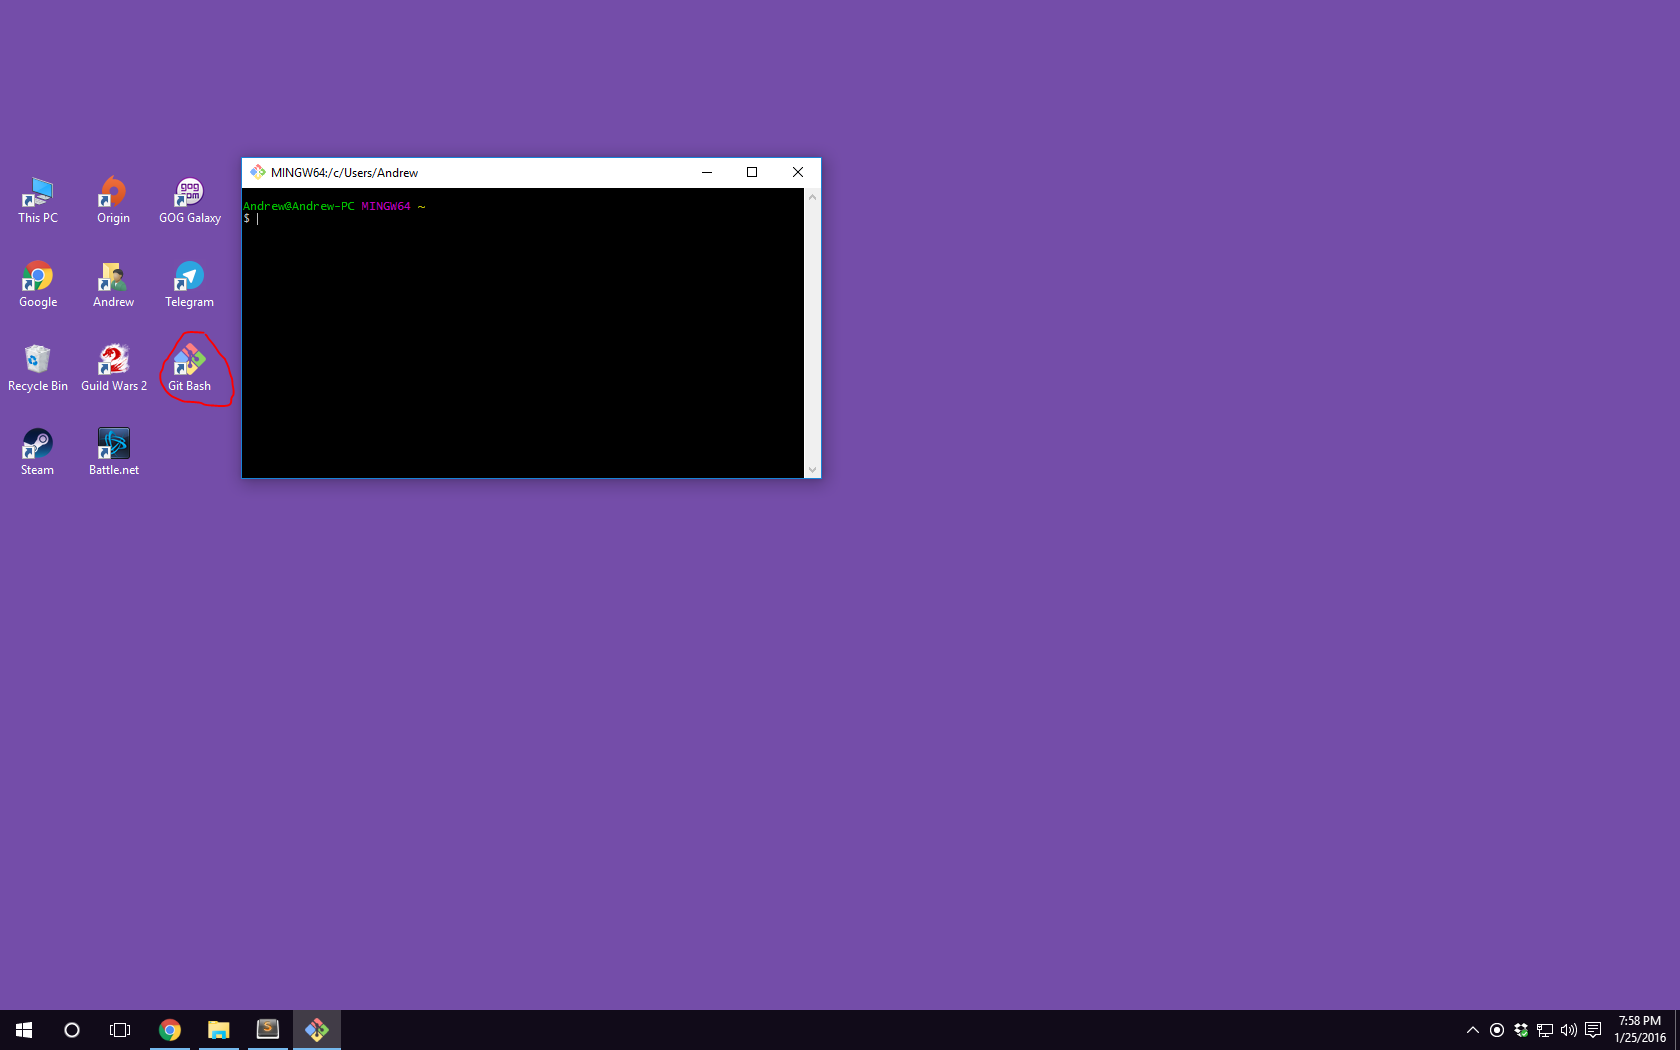 MINGW64:/c/Users/Andrew
Andrew@Andrew-PC MINGW64 ~
$
This PC
Origin
GOG Galaxy
Google
Andrew
Telegram
Recycle Bin
Guild Wars 2
Git Bash
Steam
Battle.net
7:58 PM
1/25/2016